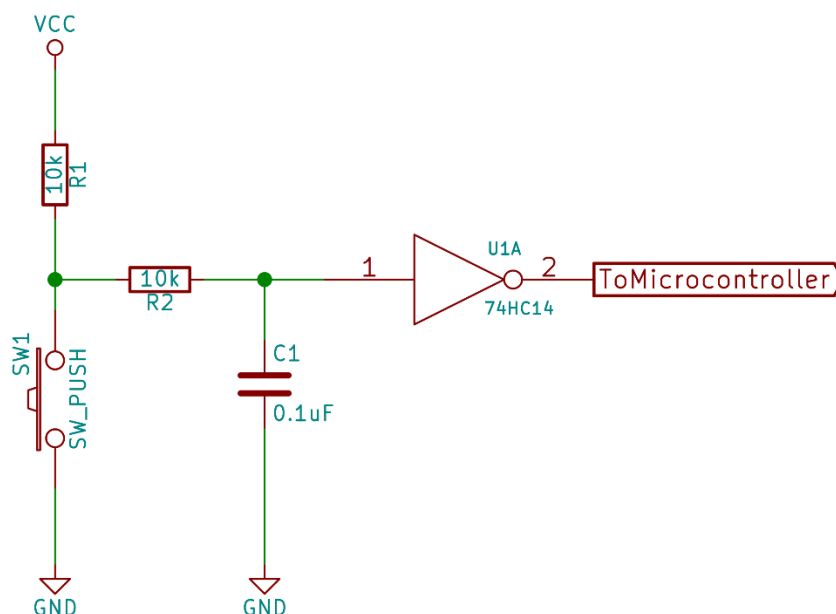 VCC
10k
R1
10k
R2
SW1
SW_PUSH
GND
C1
0.1uF
GND
1
U1A
2
74HC14
ToMicrocontroller